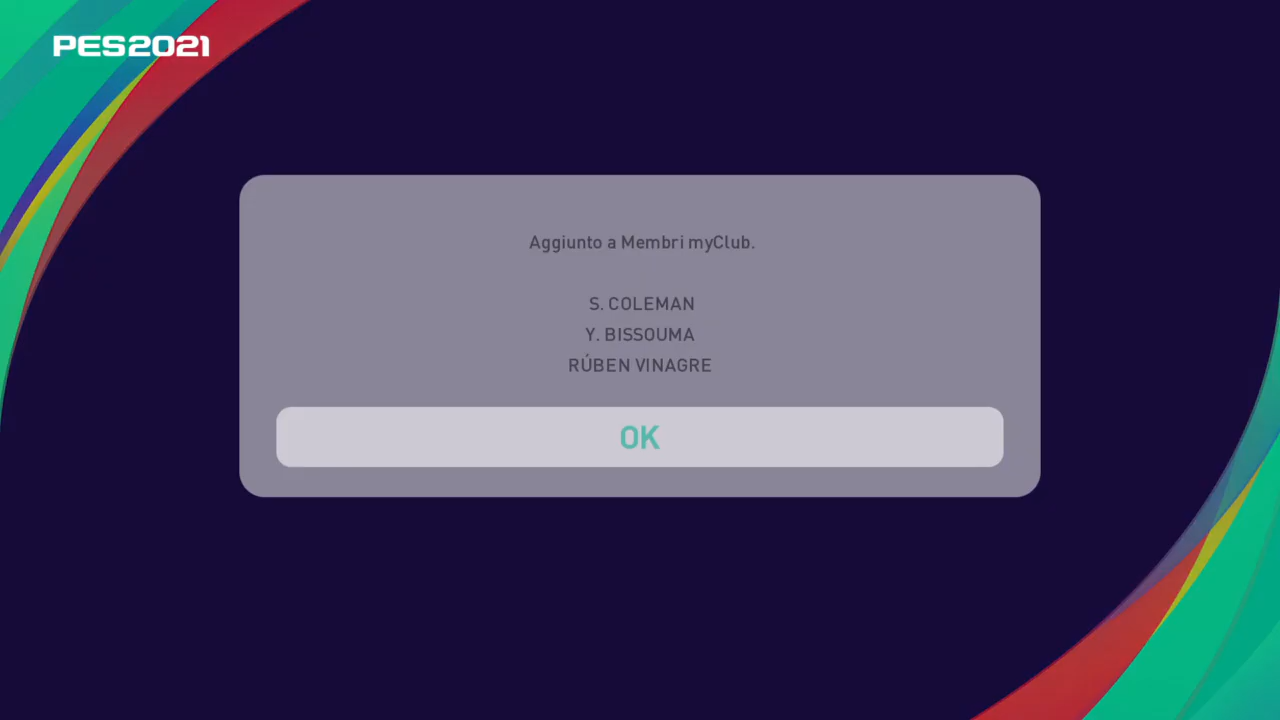 PES2021
Aggiunto a Membri myClub.
S. COLEMAN
Y. BISSOUMA
RÚBEN VINAGRE
OK